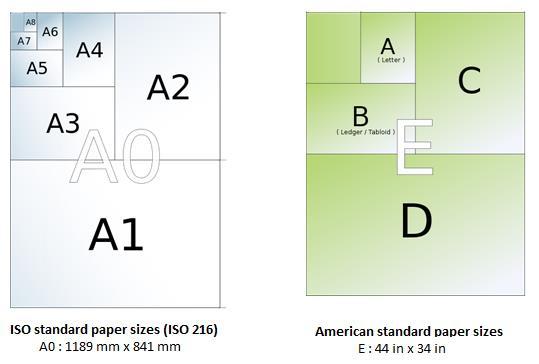 A8
A6
A7
A4
A5
A2
A3
A0
A1
A
( Letter )
C
B
( Ledger / Tabloid )
E
D
ISO standard paper sizes (ISO 216)
A0 : 1189 mm x 841 mm
American standard paper sizes
E : 44 in x 34 in